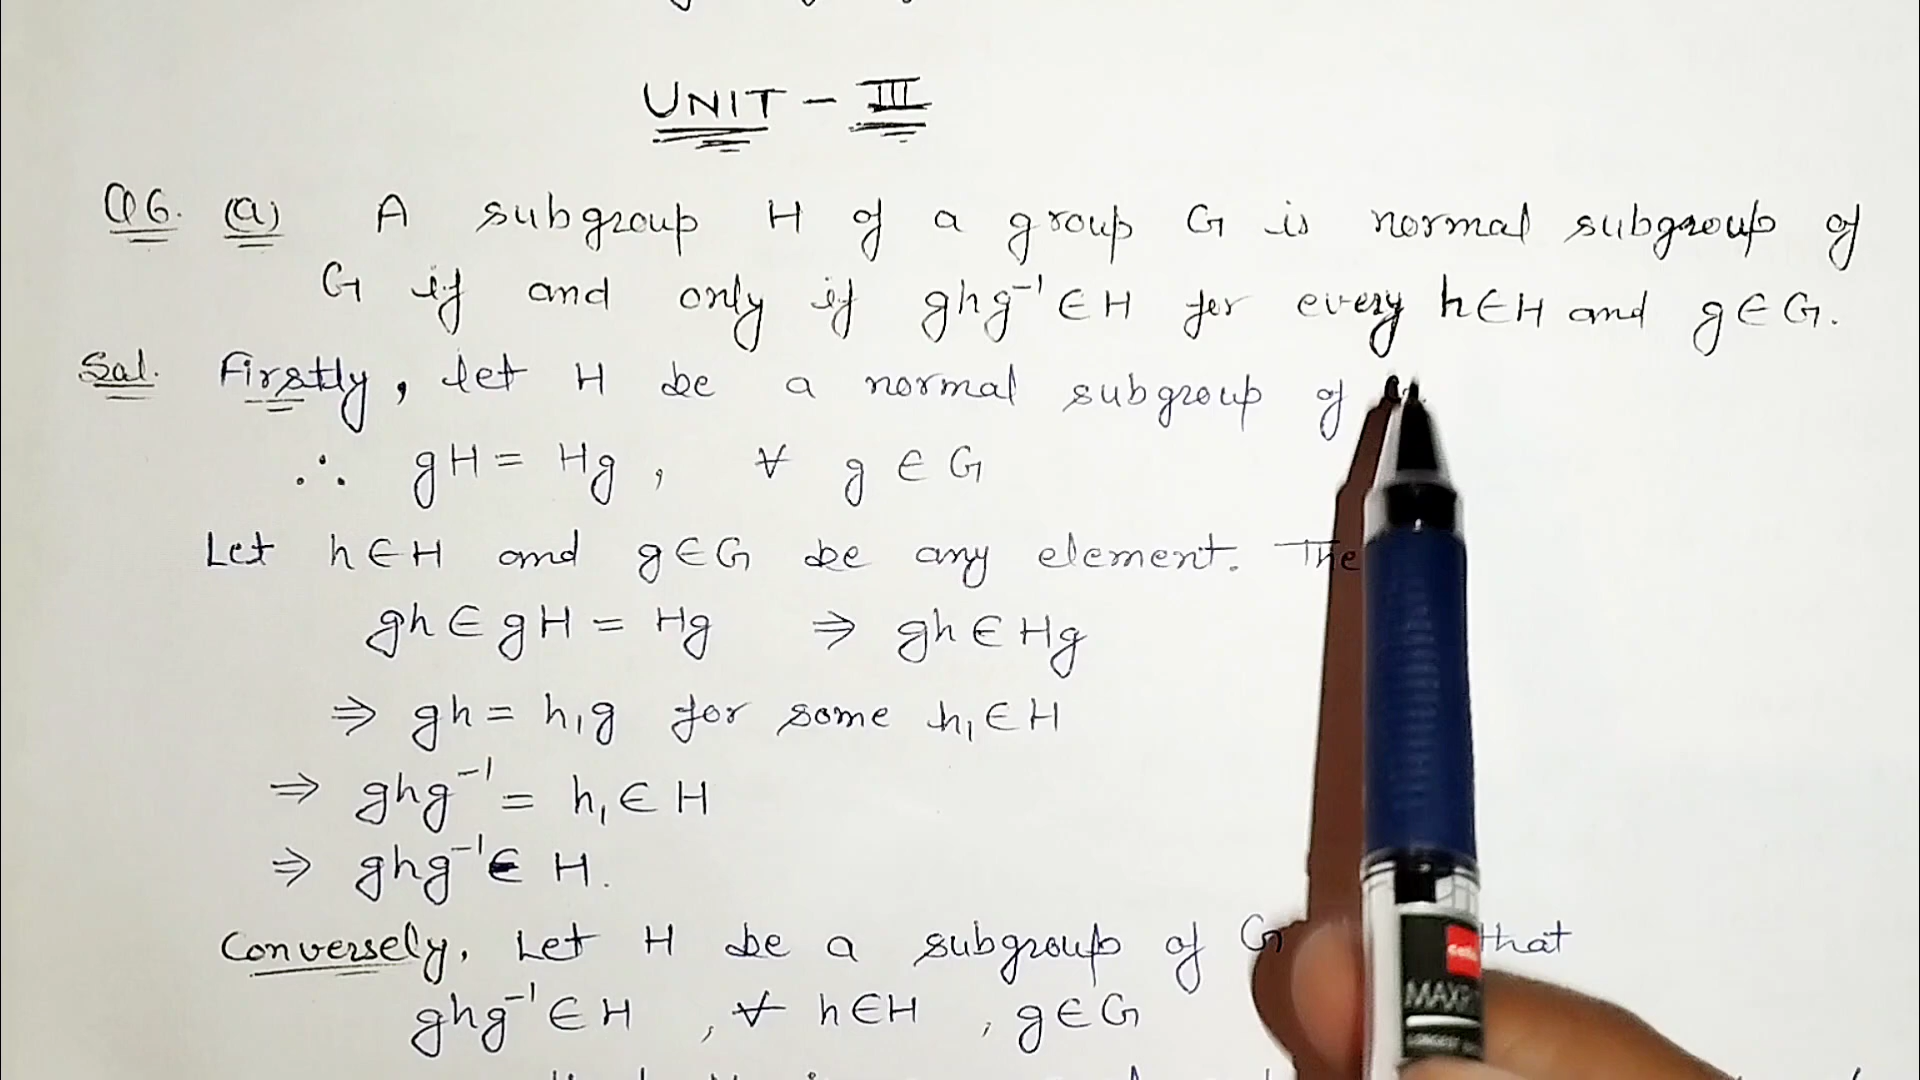 UNIT - III
Q6. (a) A subgroup H of a group G is normal subgroup of
G if and only if ghg⁻¹ ∈ H for every h∈H and g∈G.
Sol. Firstly, let H be a normal subgroup of
∴ gH = Hg , ∀ g ∈ G
Let h∈H and g∈G be any element. The
gh ∈ gH = Hg ⇒ gh ∈ Hg
⇒ gh = h₁g for some h₁∈H
⇒ ghg⁻¹ = h₁ ∈ H
⇒ ghg⁻¹ ∈ H.
Conversely, Let H be a subgroup of G that
ghg⁻¹ ∈ H , ∀ h∈H , g∈G
cello
MAX